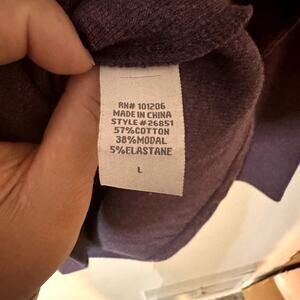 RN# 101206
MADE IN CHINA
STYLE #26851
57%COTTON
38%MODAL
5%ELASTANE
L